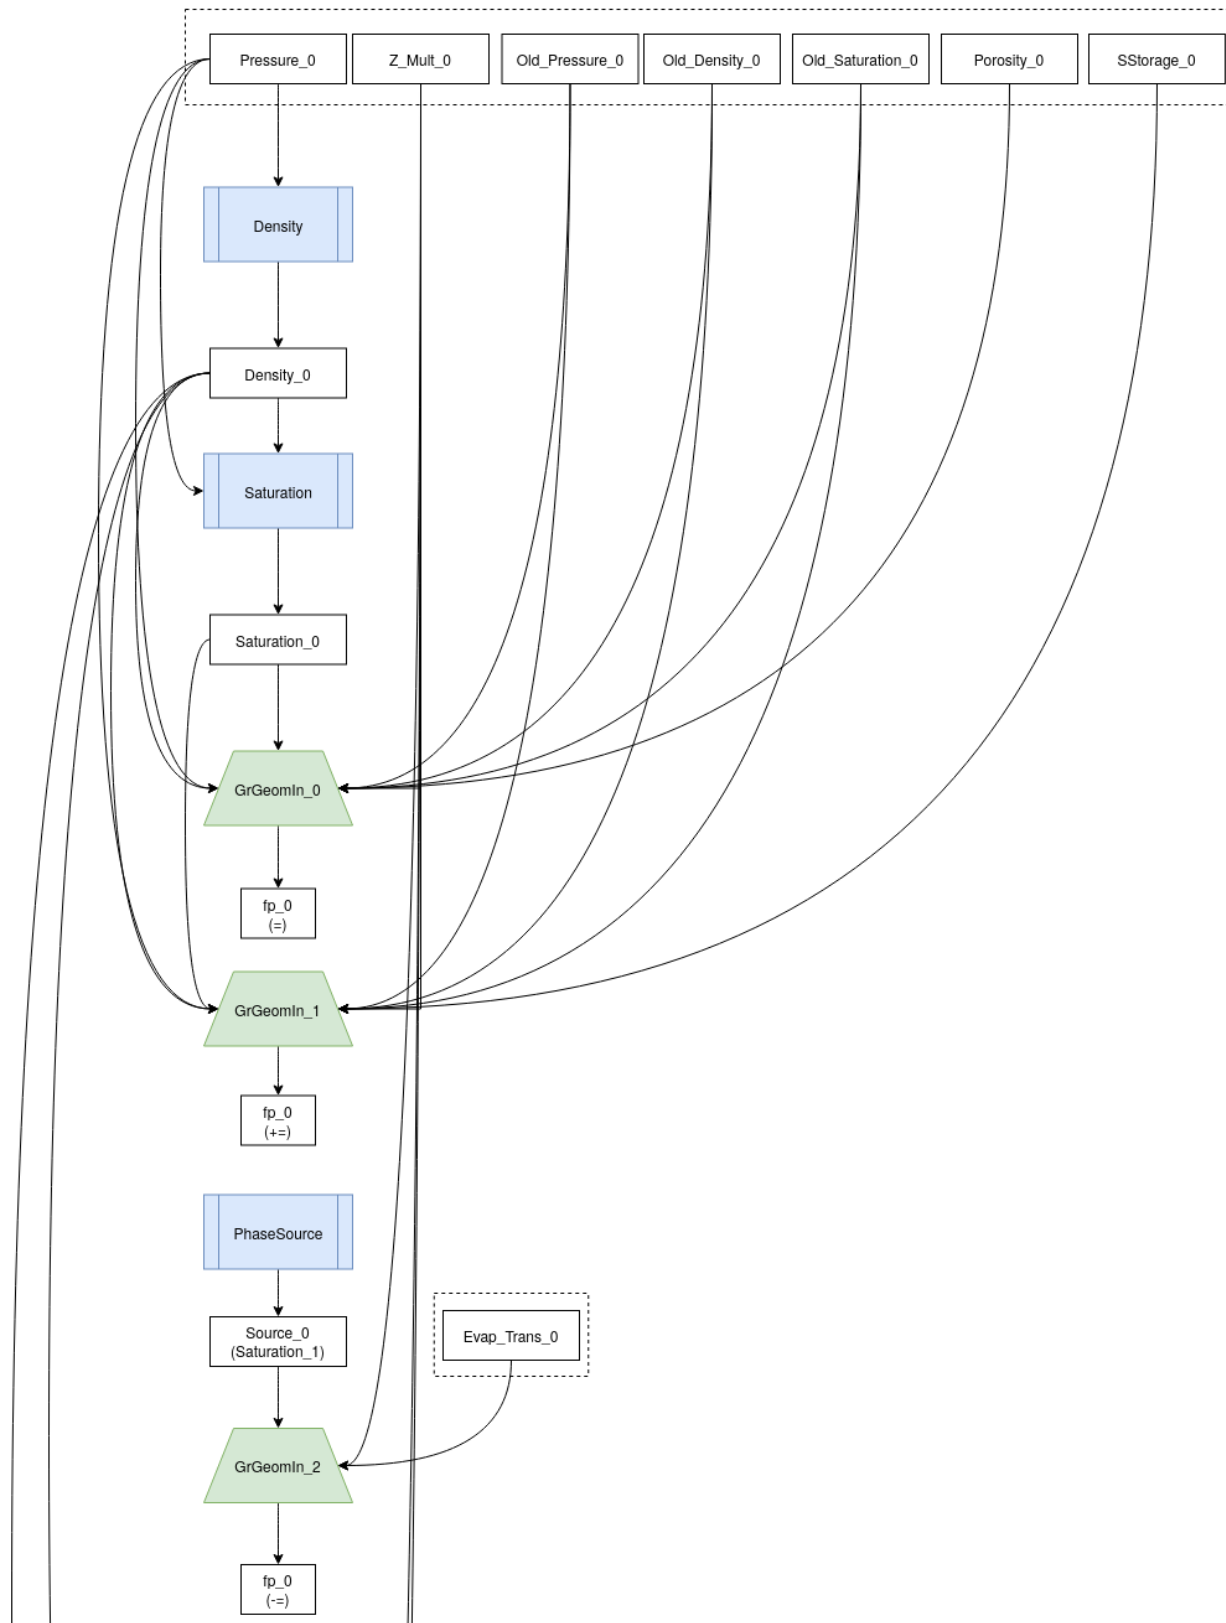 Pressure_0
Z_Mult_0
Old_Pressure_0
Old_Density_0
Old_Saturation_0
Porosity_0
SStorage_0
Density
Density_0
Saturation
Saturation_0
GrGeomIn_0
fp_0
(=)
GrGeomIn_1
fp_0
(+=)
PhaseSource
Source_0
(Saturation_1)
Evap_Trans_0
GrGeomIn_2
fp_0
(-=)